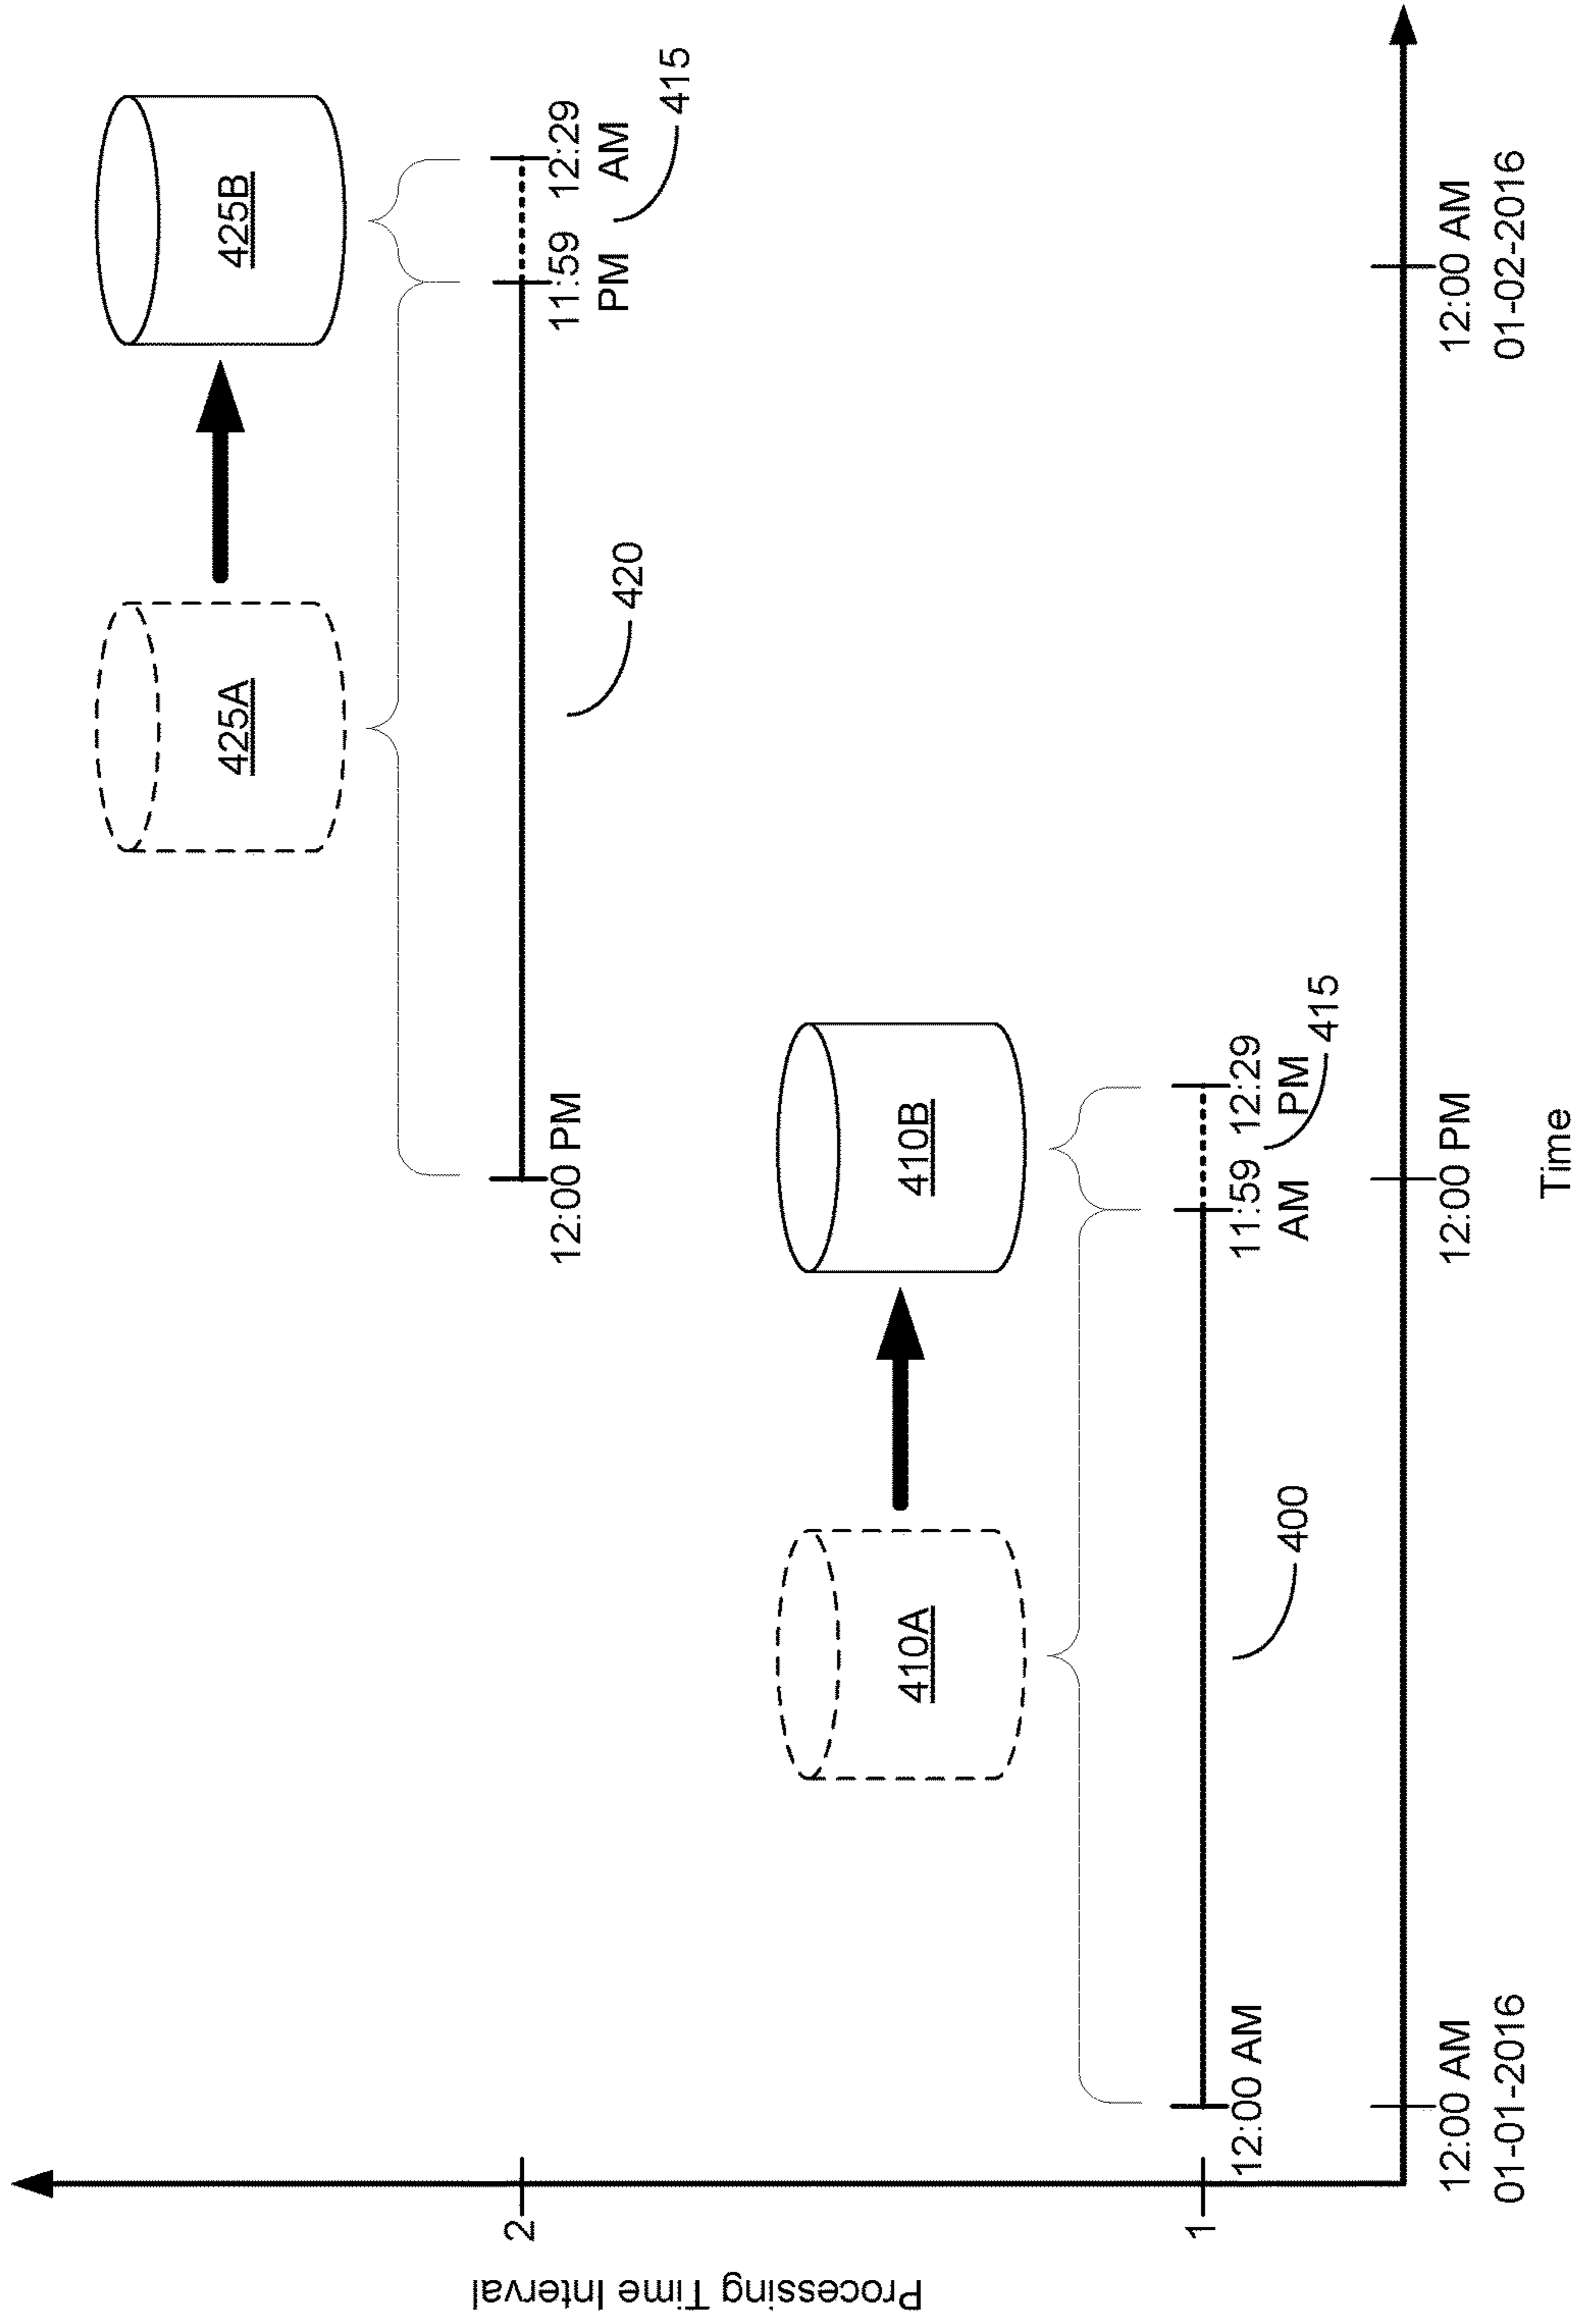 Processing Time Interval
2
425A
425B
12:00 PM
11:59
PM
12:29
AM
420
415
1
410A
410B
12:00 AM
11:59
AM
12:29
PM
400
415
12:00 AM
01-01-2016
12:00 PM
12:00 AM
01-02-2016
Time